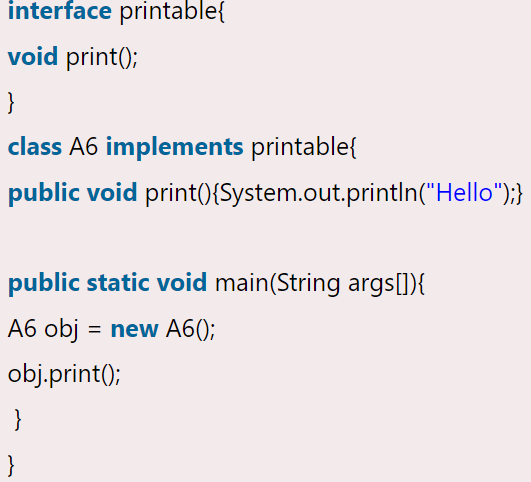 interface printable{
void print();
}
class A6 implements printable{
public void print(){System.out.println("Hello");}
public static void main(String args[]){
A6 obj = new A6();
obj.print();
}
}